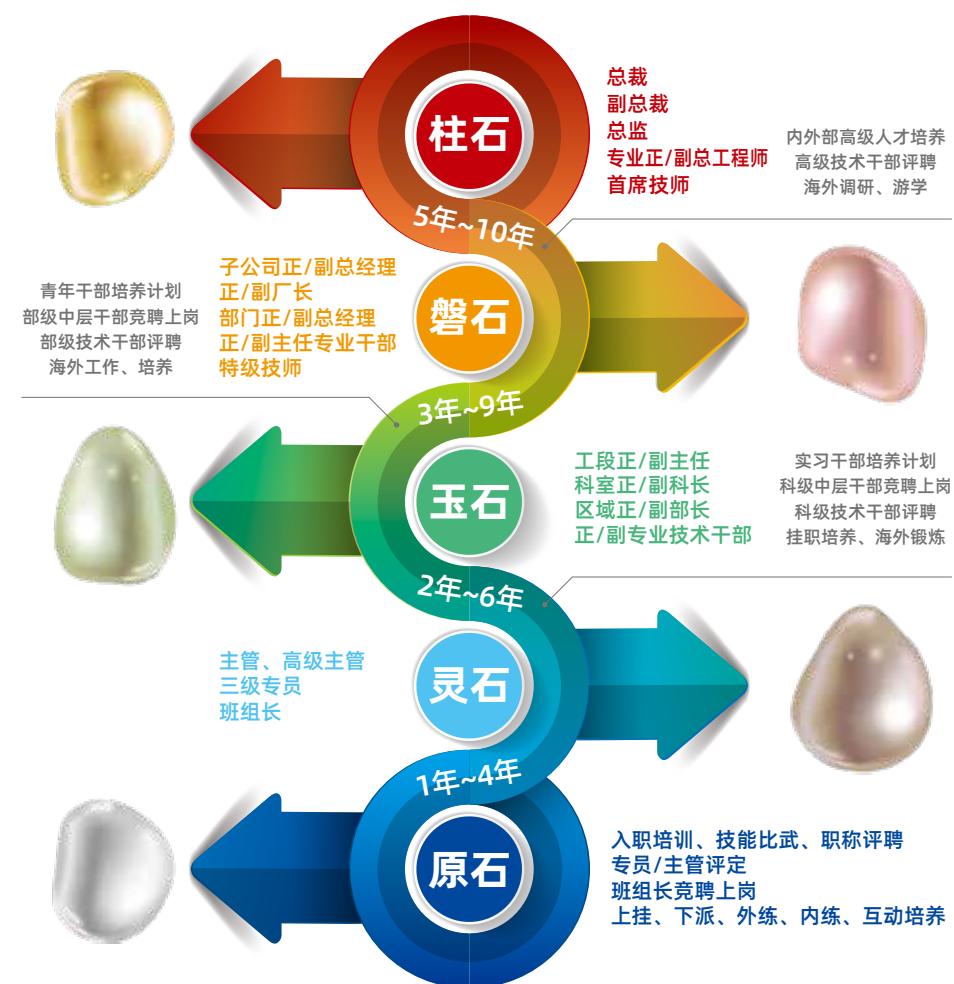 柱石
总裁
副总裁
总监
专业正/副总工程师
首席技师
内外部高级人才培养
高级技术干部评聘
海外调研、游学
5年~10年
磐石
子公司正/副总经理
正/副厂长
部门正/副总经理
正/副主任专业干部
特级技师
青年干部培养计划
部级中层干部竞聘上岗
部级技术干部评聘
海外工作、培养
3年~9年
玉石
工段正/副主任
科室正/副科长
区域正/副部长
正/副专业技术干部
实习干部培养计划
科级中层干部竞聘上岗
科级技术干部评聘
挂职培养、海外锻炼
2年~6年
灵石
主管、高级主管
三级专员
班组长
1年~4年
原石
入职培训、技能比武、职称评聘
专员/主管评定
班组长竞聘上岗
上挂、下派、外练、内练、互动培养